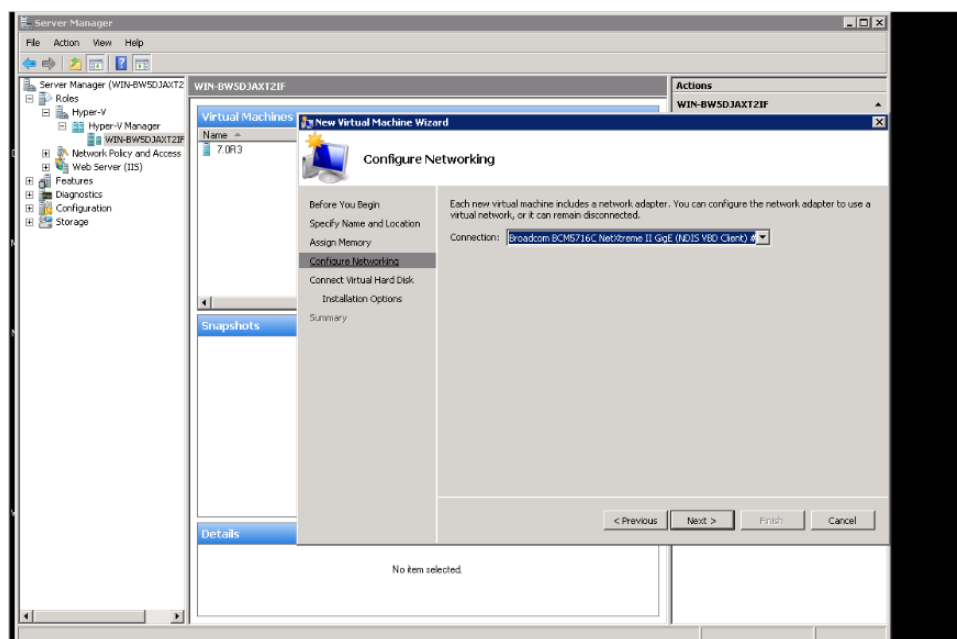 Server Manager
File Action View Help
Server Manager (WIN-BW5DJAXT2
Roles
Hyper-V
Hyper-V Manager
WIN-BW5DJAXT2IF
Network Policy and Access
Web Server (IIS)
Features
Diagnostics
Configuration
Storage
WIN-BW5DJAXT2IF
Virtual Machines
Name
7.0R3
Snapshots
Details
No item selected.
Actions
WIN-BW5DJAXT2IF
New Virtual Machine Wizard
Configure Networking
Before You Begin
Specify Name and Location
Assign Memory
Configure Networking
Connect Virtual Hard Disk
Installation Options
Summary
Each new virtual machine includes a network adapter. You can configure the network adapter to use a
virtual network, or it can remain disconnected.
Connection: Broadcom BCM5716C NetXtreme II GigE (NDIS VBD Client) #
< Previous Next > Finish Cancel